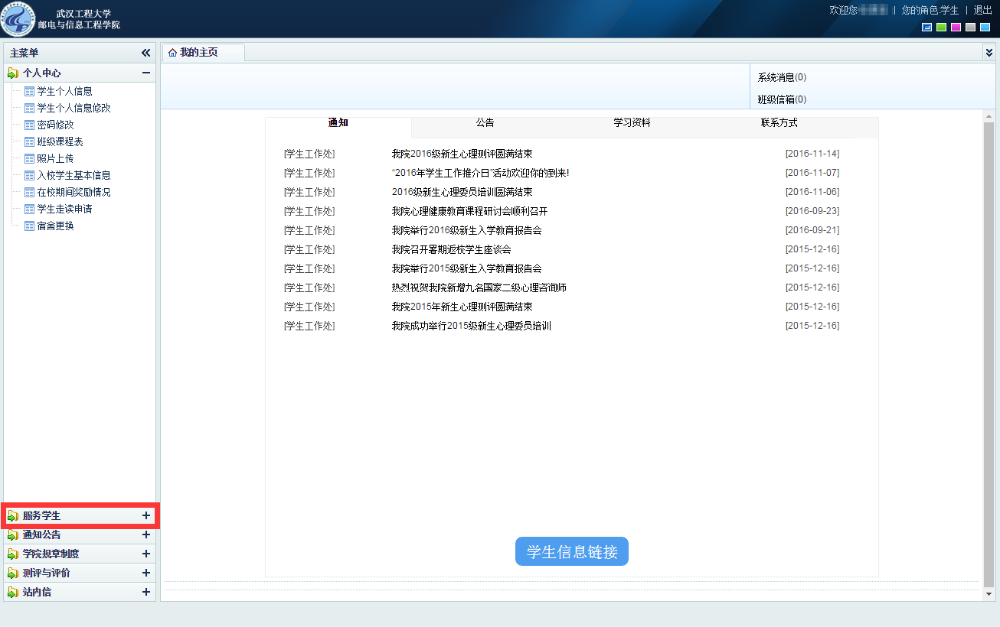 武汉工程大学
邮电与信息工程学院
欢迎您 | 您的角色:学生 | 退出
主菜单
个人中心
学生个人信息
学生个人信息修改
密码修改
班级课程表
照片上传
入校学生基本信息
在校期间奖励情况
学生走读申请
宿舍更换
服务学生
通知公告
学院规章制度
测评与评价
站内信
我的主页
系统消息(0)
班级信箱(0)
通知 公告 学习资料 联系方式
[学生工作处] 我院2016级新生心理测评圆满结束 [2016-11-14]
[学生工作处] “2016年学生工作推介日”活动欢迎你的到来! [2016-11-07]
[学生工作处] 2016级新生心理委员培训圆满结束 [2016-11-06]
[学生工作处] 我院心理健康教育课程研讨会顺利召开 [2016-09-23]
[学生工作处] 我院举行2016级新生入学教育报告会 [2016-09-21]
[学生工作处] 我院召开署期返校学生座谈会 [2015-12-16]
[学生工作处] 我院举行2015级新生入学教育报告会 [2015-12-16]
[学生工作处] 热烈祝贺我院新增九名国家二级心理咨询师 [2015-12-16]
[学生工作处] 我院2015年新生心理测评圆满结束 [2015-12-16]
[学生工作处] 我院成功举行2015级新生心理委员培训 [2015-12-16]
学生信息链接